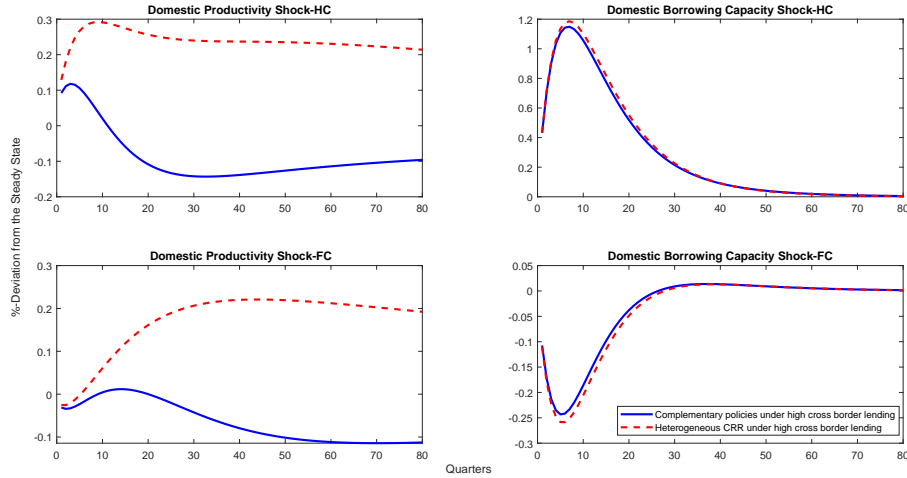 Domestic Productivity Shock-HC
0.3
0.2
0.1
0
-0.1
-0.2
0 10 20 30 40 50 60 70 80
Domestic Borrowing Capacity Shock-HC
1.2
1
0.8
0.6
0.4
0.2
0
0 10 20 30 40 50 60 70 80
%-Deviation from the Steady State
Domestic Productivity Shock-FC
0.3
0.2
0.1
0
-0.1
0 10 20 30 40 50 60 70 80
Domestic Borrowing Capacity Shock-FC
0.05
0
-0.05
-0.1
-0.15
-0.2
-0.25
-0.3
0 10 20 30 40 50 60 70 80
Complementary policies under high cross border lending
Heterogeneous CRR under high cross border lending
Quarters